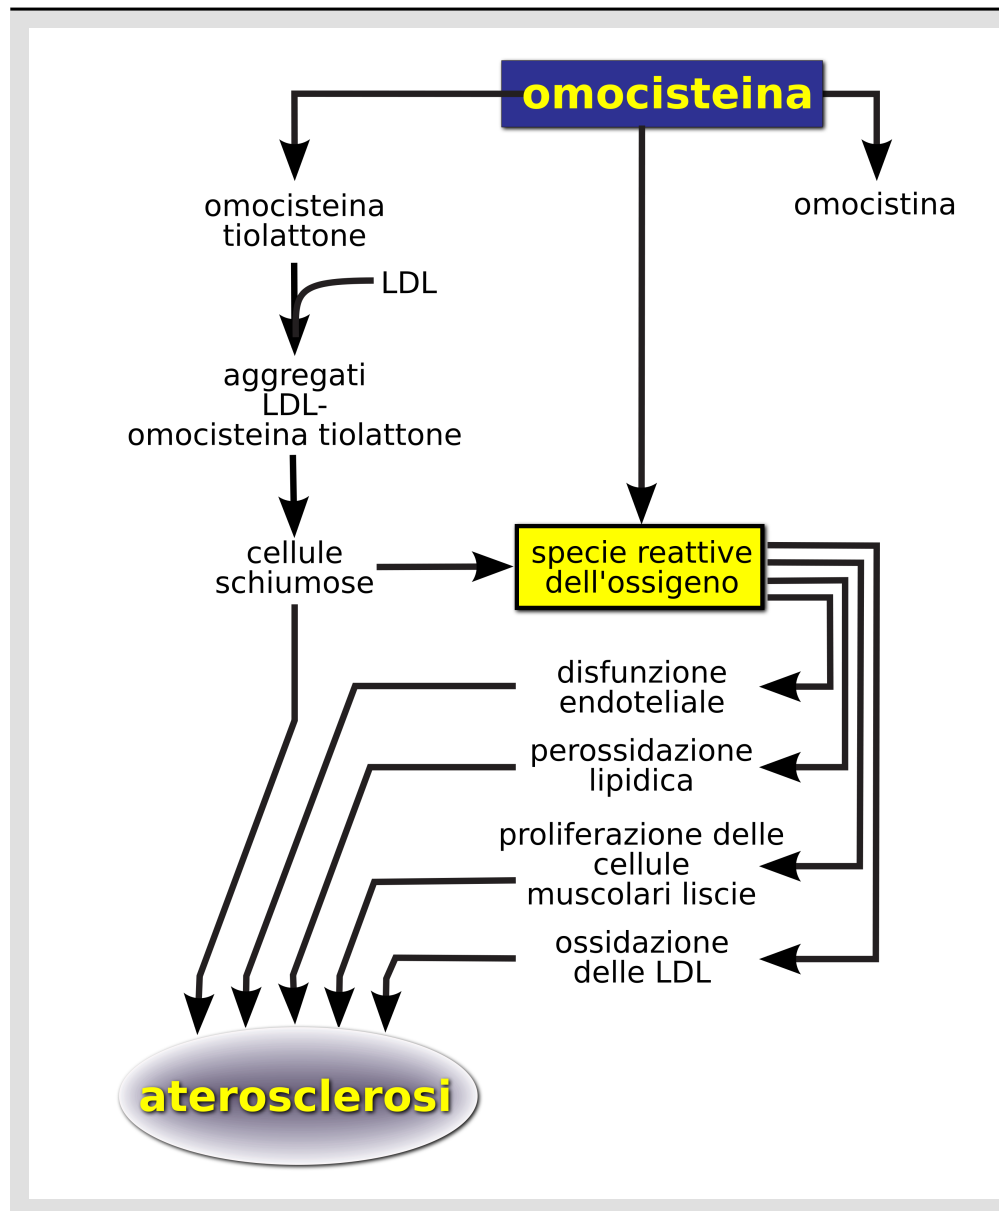 omocisteina
omocisteina
tiolattone
omocistina
LDL
aggregati
LDL-
omocisteina tiolattone
cellule
schiumose
specie reattive
dell'ossigeno
disfunzione
endoteliale
perossidazione
lipidica
proliferazione delle
cellule
muscolari liscie
ossidazione
delle LDL
aterosclerosi